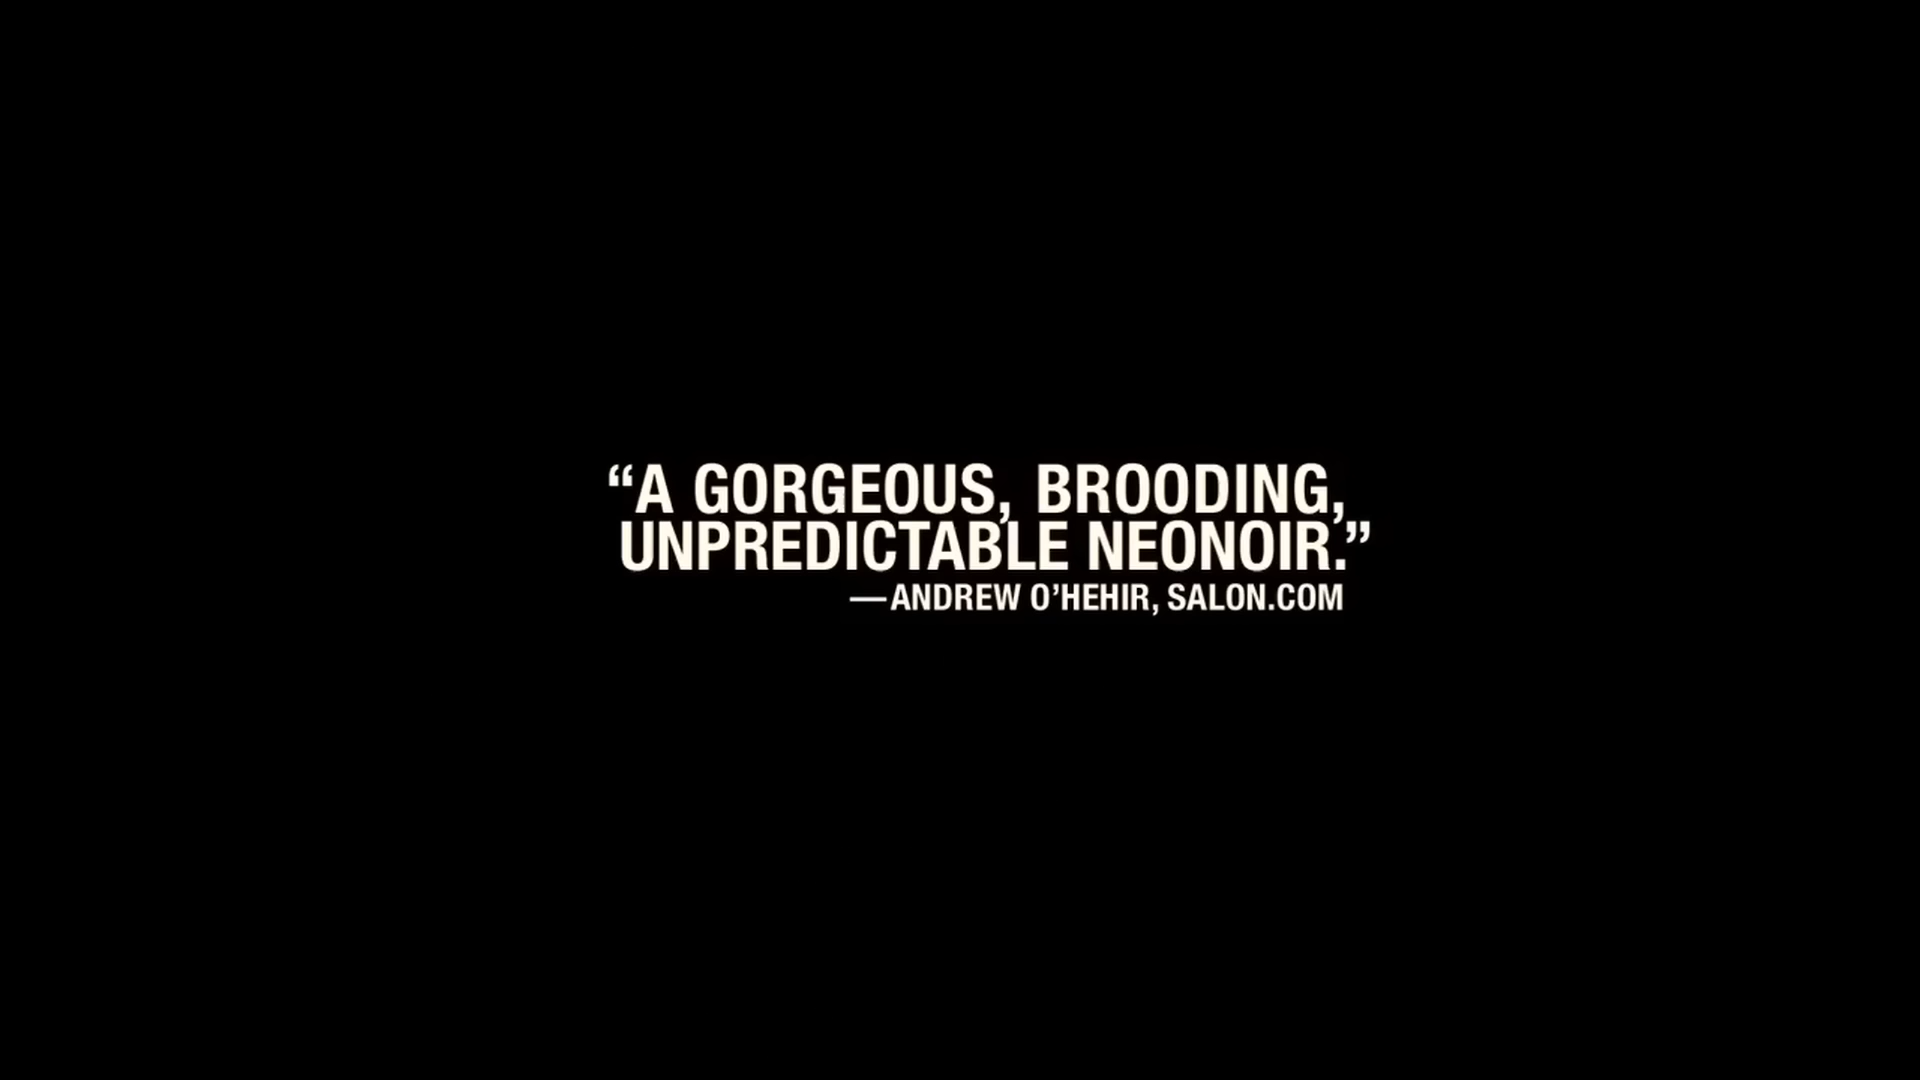 “A GORGEOUS, BROODING,
UNPREDICTABLE NEONOIR.”
—ANDREW O’HEHIR, SALON.COM